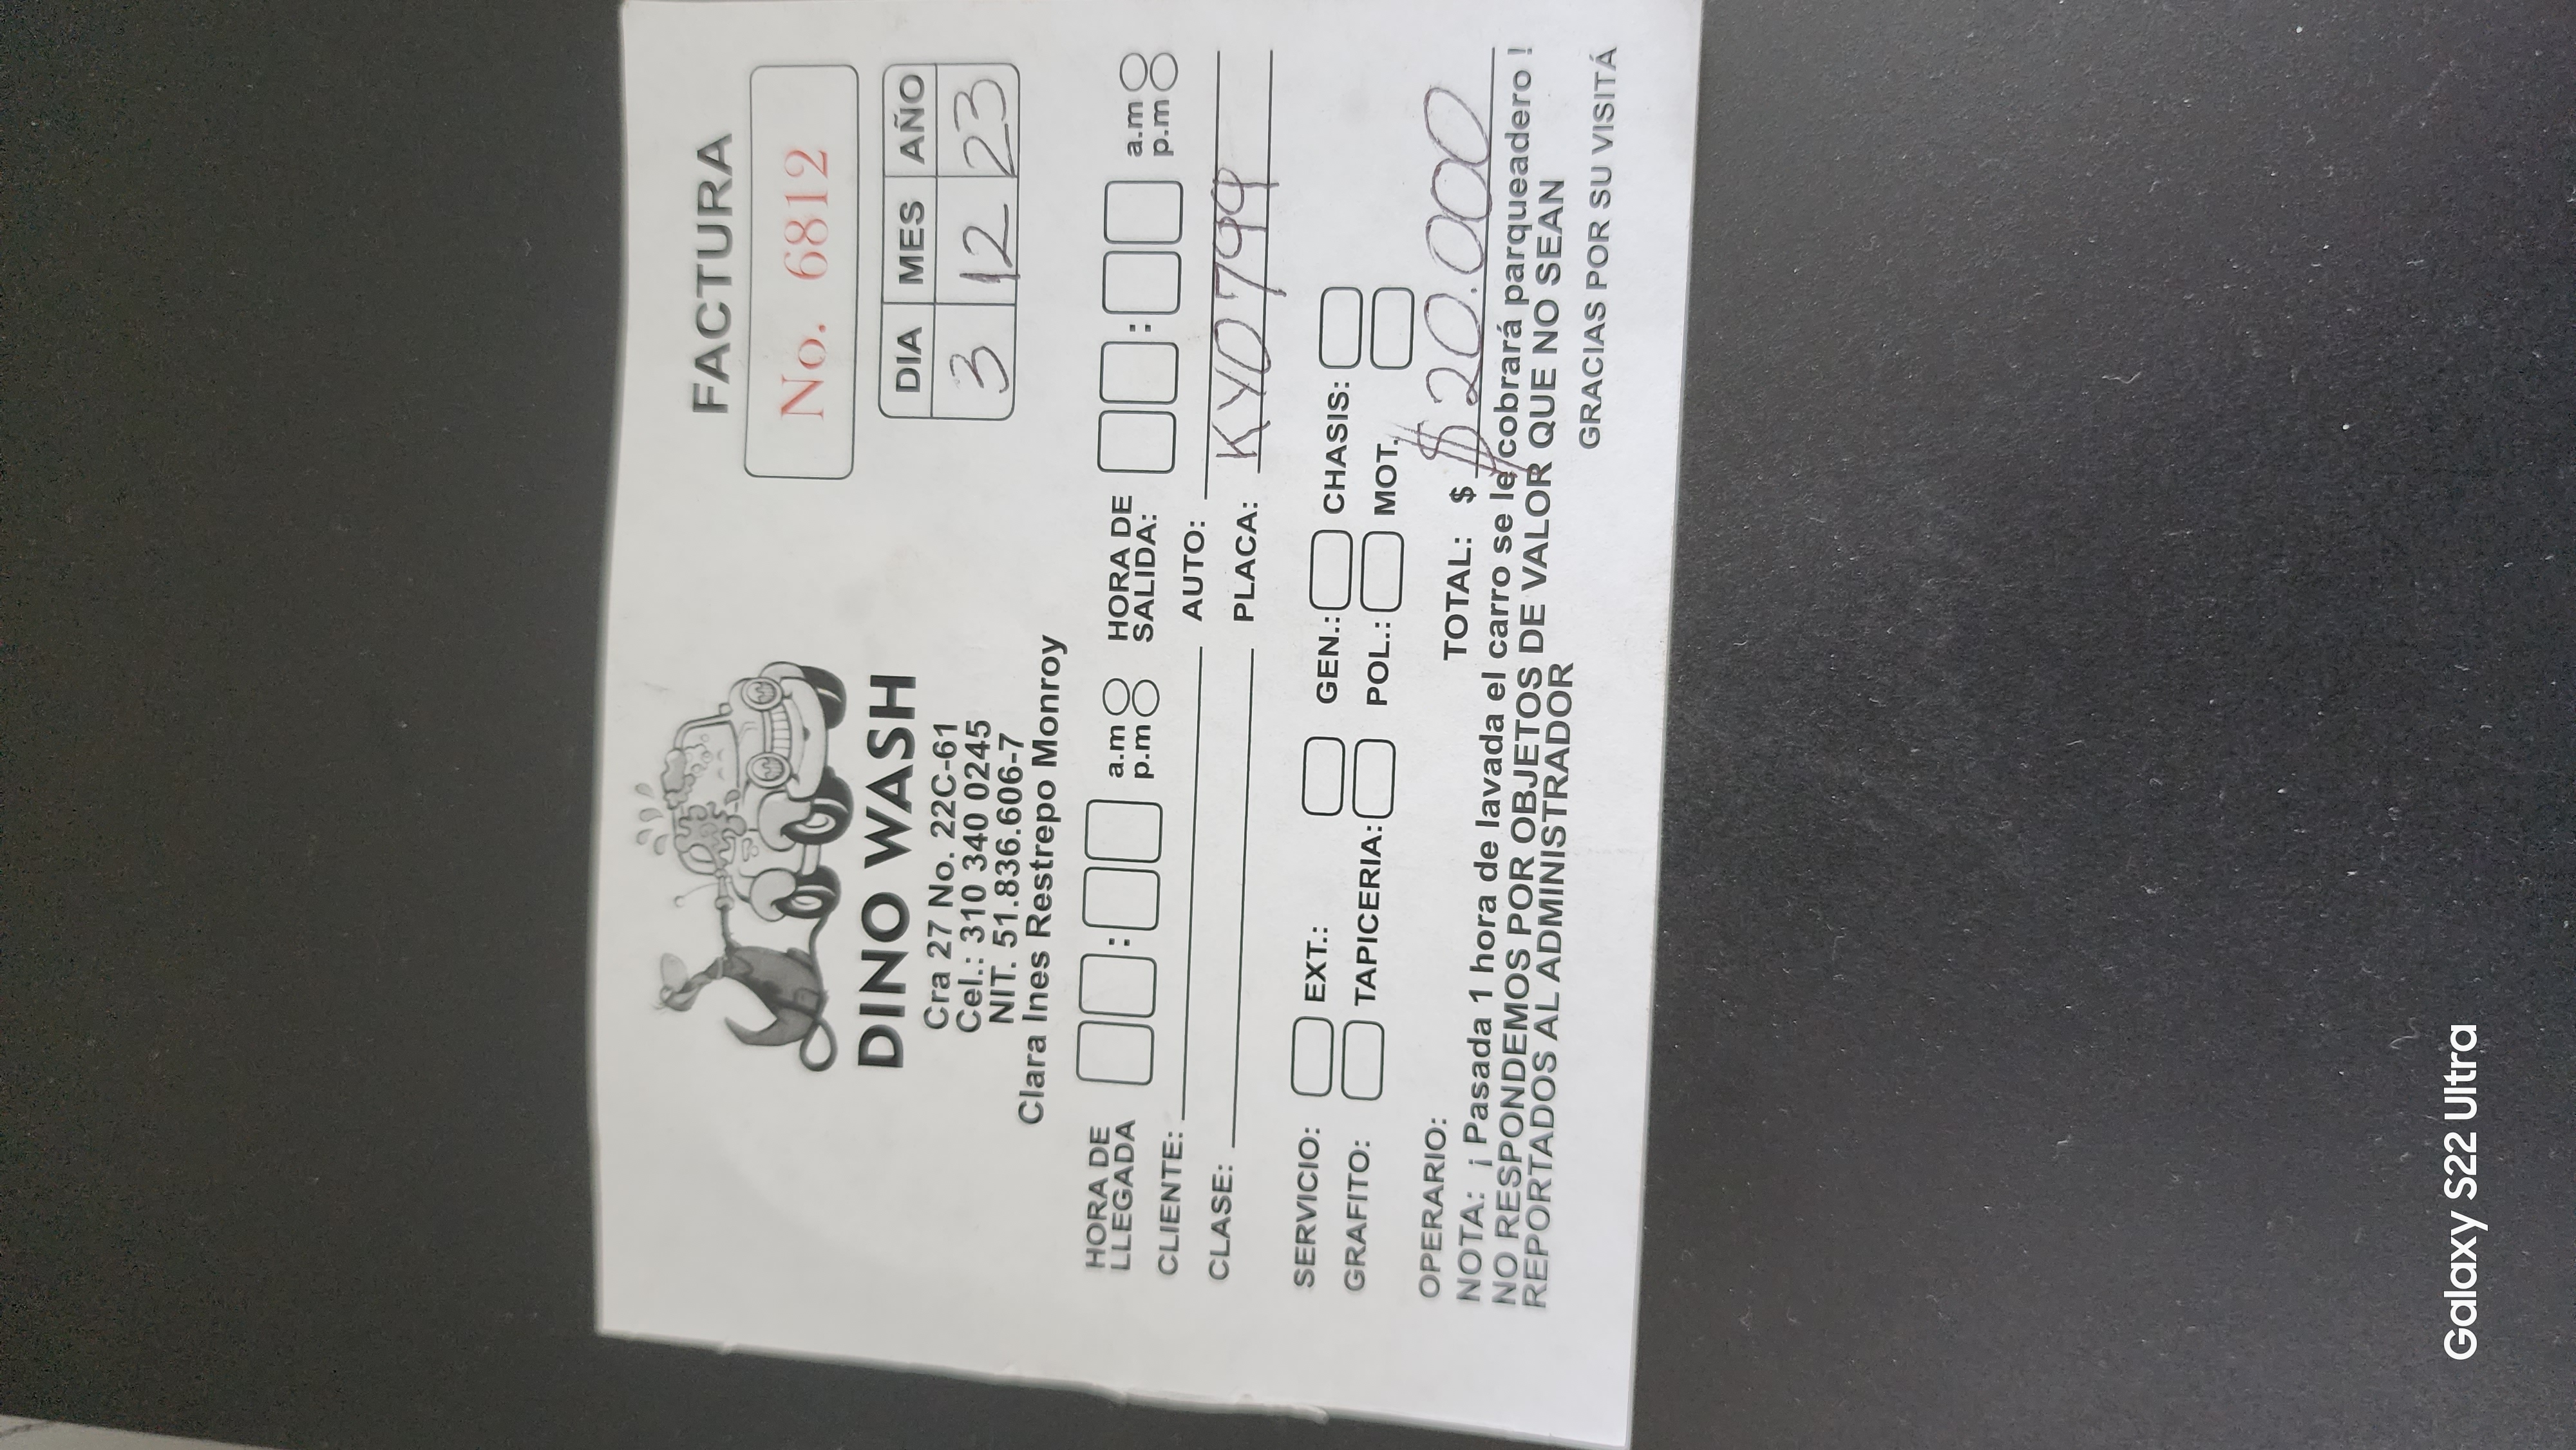 FACTURA
No. 6812
DIA MES AÑO
3 12 23
DINO WASH
Cra 27 No. 22C-61
Cel.: 310 340 0245
NIT. 51.836.606-7
Clara Ines Restrepo Monroy
HORA DE LLEGADA : a.m p.m HORA DE SALIDA: : a.m p.m
CLIENTE: AUTO:
CLASE: PLACA: KYO799
SERVICIO: EXT.: GEN.: CHASIS:
GRAFITO: TAPICERIA: POL.: MOT.
OPERARIO: TOTAL: $ $20.000
NOTA: ¡ Pasada 1 hora de lavada el carro se le cobrará parqueadero !
NO RESPONDEMOS POR OBJETOS DE VALOR QUE NO SEAN
REPORTADOS AL ADMINISTRADOR
GRACIAS POR SU VISITÁ
Galaxy S22 Ultra